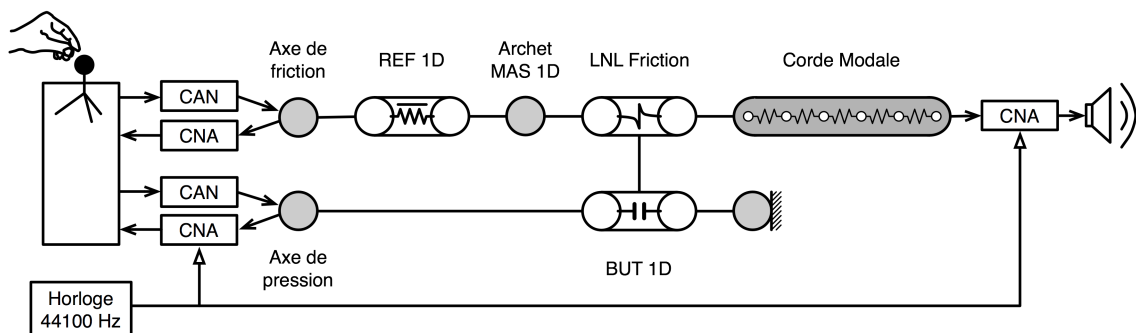 Axe de
friction
REF 1D
Archet
MAS 1D
LNL Friction
Corde Modale
CAN
CNA
CNA
CAN
CNA
Axe de
pression
BUT 1D
Horloge
44100 Hz